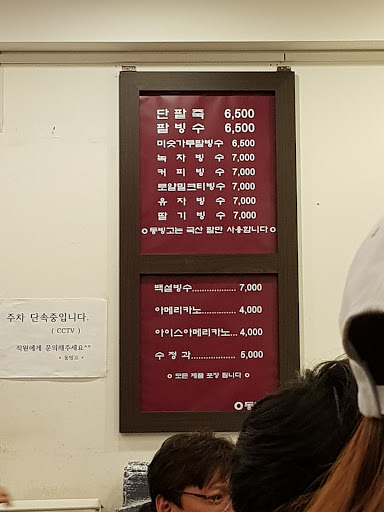 단 팥 죽 6,500
팥 빙 수 6,500
미숫가루팥빙수 6,500
녹 차 빙 수 7,000
커 피 빙 수 7,000
로얄밀크티빙수 7,000
유 자 빙 수 7,000
딸 기 빙 수 7,000
동빙고는 국산 팥만 사용합니다
백설빙수.................. 7,000
아메리카노.............. 4,000
아이스아메리카노... 4,000
수 정 과.................. 5,000
모든 제품 포장 됩니다
동빙
주차 단속중입니다.
( CCTV )
직원에게 문의해주세요^^
* 동빙고 *